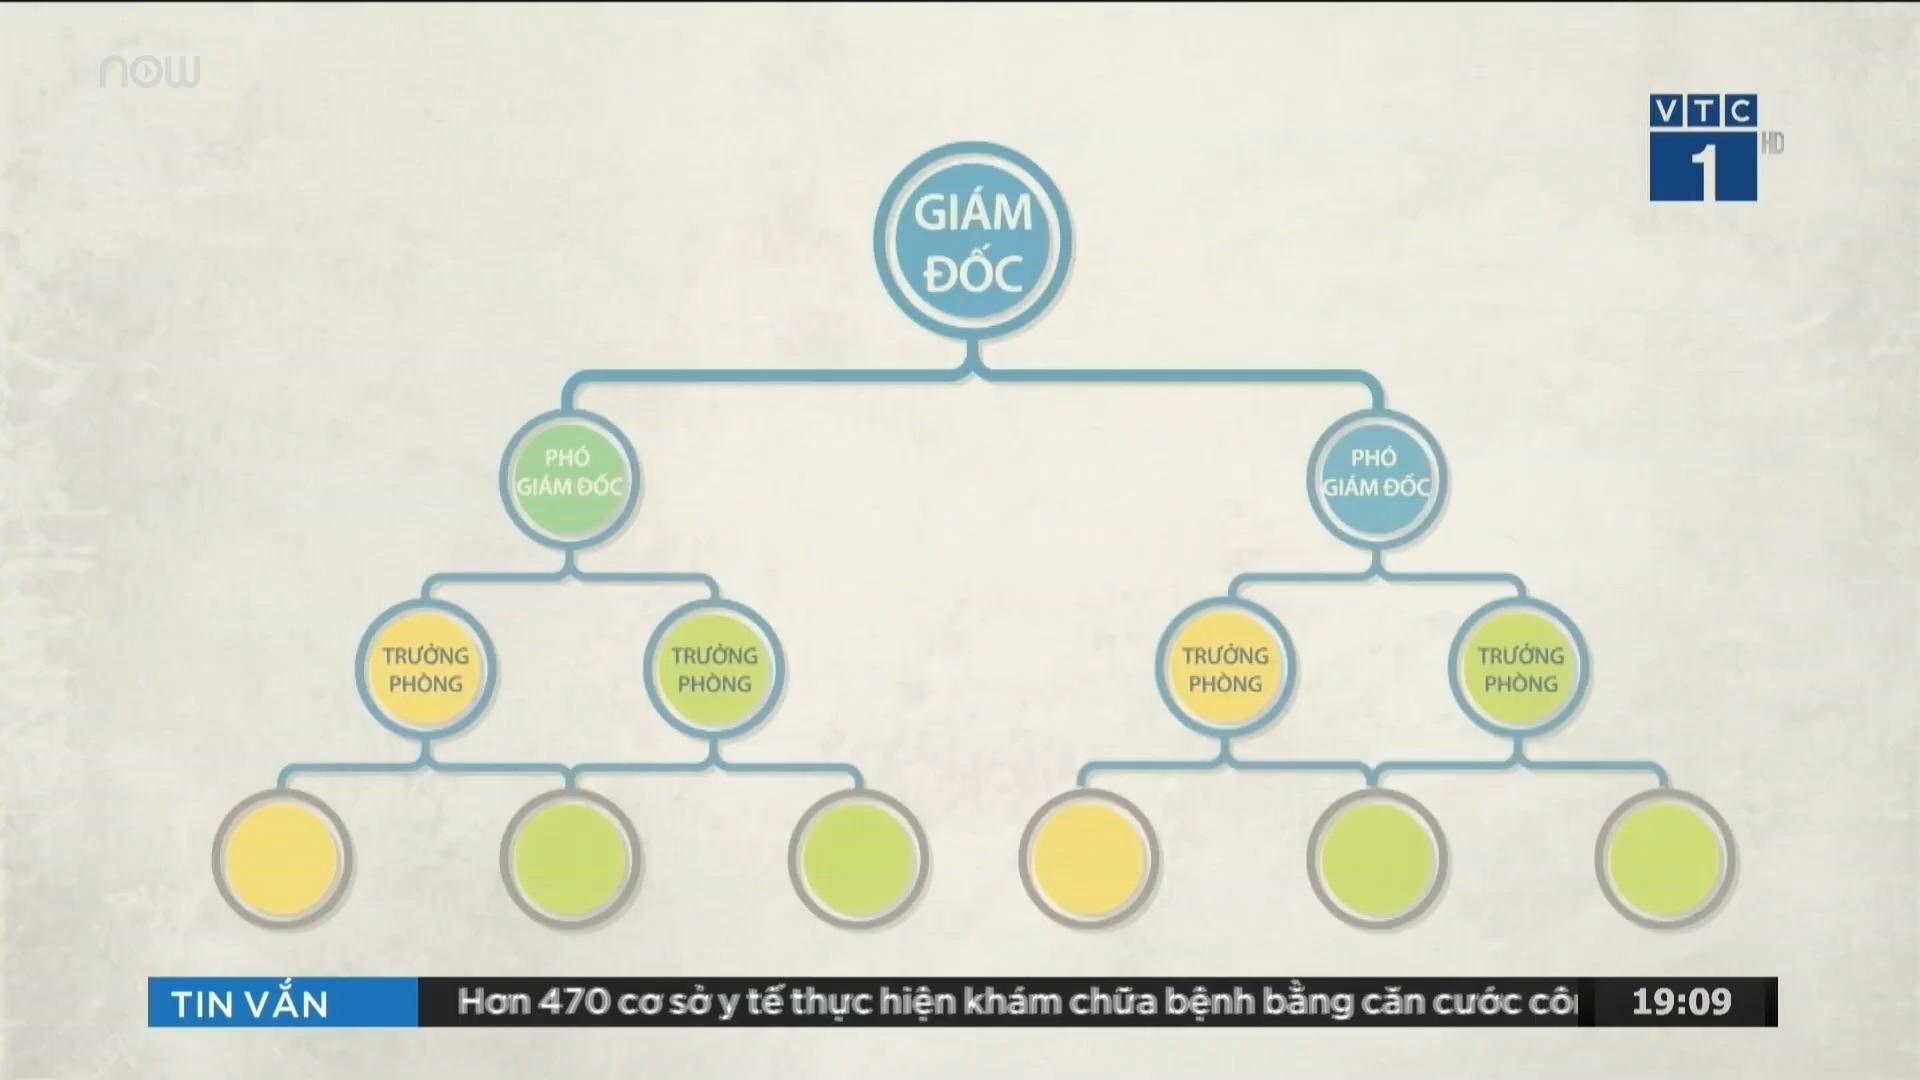 now
VTC
1
HD
GIÁM
ĐỐC
PHÓ
GIÁM ĐỐC
PHÓ
GIÁM ĐỐC
TRƯỞNG
PHÒNG
TRƯỞNG
PHÒNG
TRƯỞNG
PHÒNG
TRƯỞNG
PHÒNG
TIN VẮN
Hơn 470 cơ sở y tế thực hiện khám chữa bệnh bằng căn cước
19:09